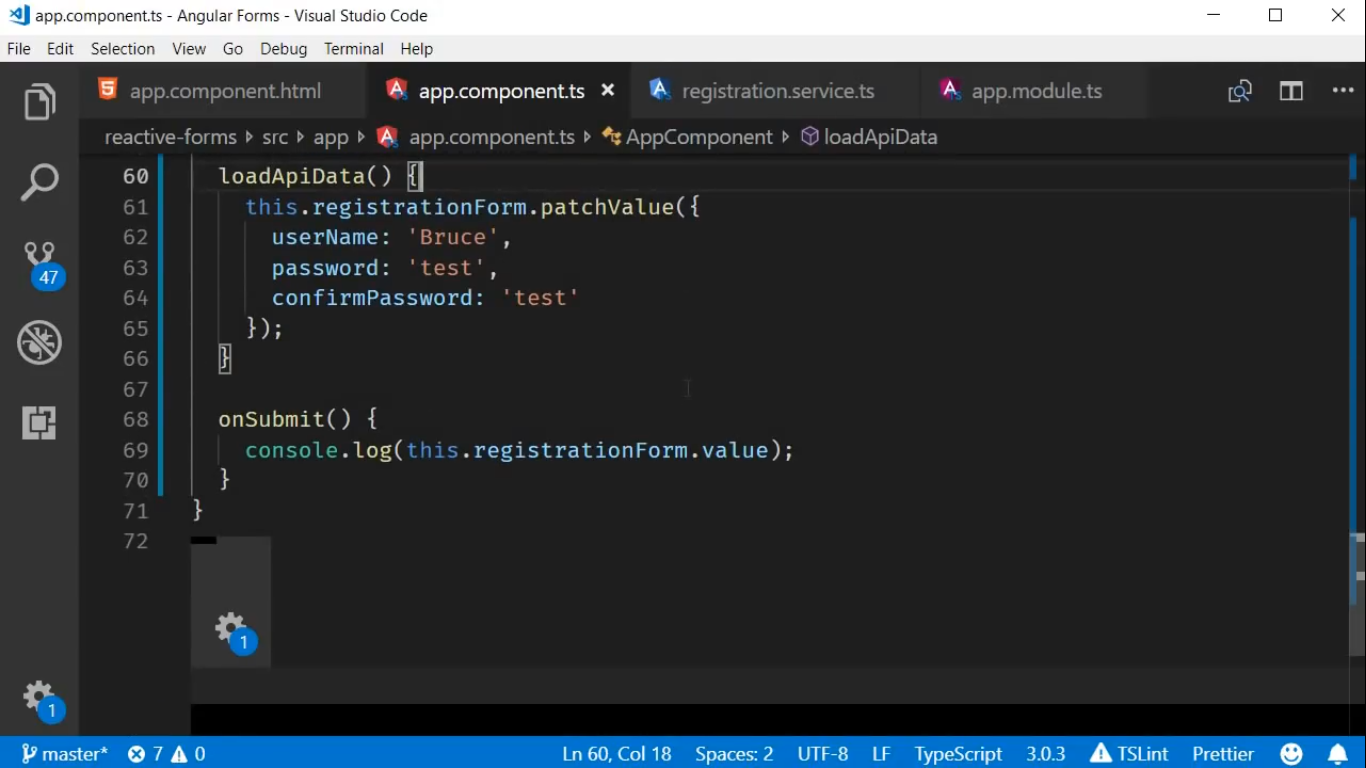 app.component.ts - Angular Forms - Visual Studio Code
File Edit Selection View Go Debug Terminal Help
app.component.html app.component.ts registration.service.ts app.module.ts
reactive-forms src app app.component.ts AppComponent loadApiData
60 loadApiData() {
61 this.registrationForm.patchValue({
62 userName: 'Bruce',
63 password: 'test',
64 confirmPassword: 'test'
65 });
66 }
67
68 onSubmit() {
69 console.log(this.registrationForm.value);
70 }
71 }
72
47
1
1
master* 7 0 Ln 60, Col 18 Spaces: 2 UTF-8 LF TypeScript 3.0.3 TSLint Prettier